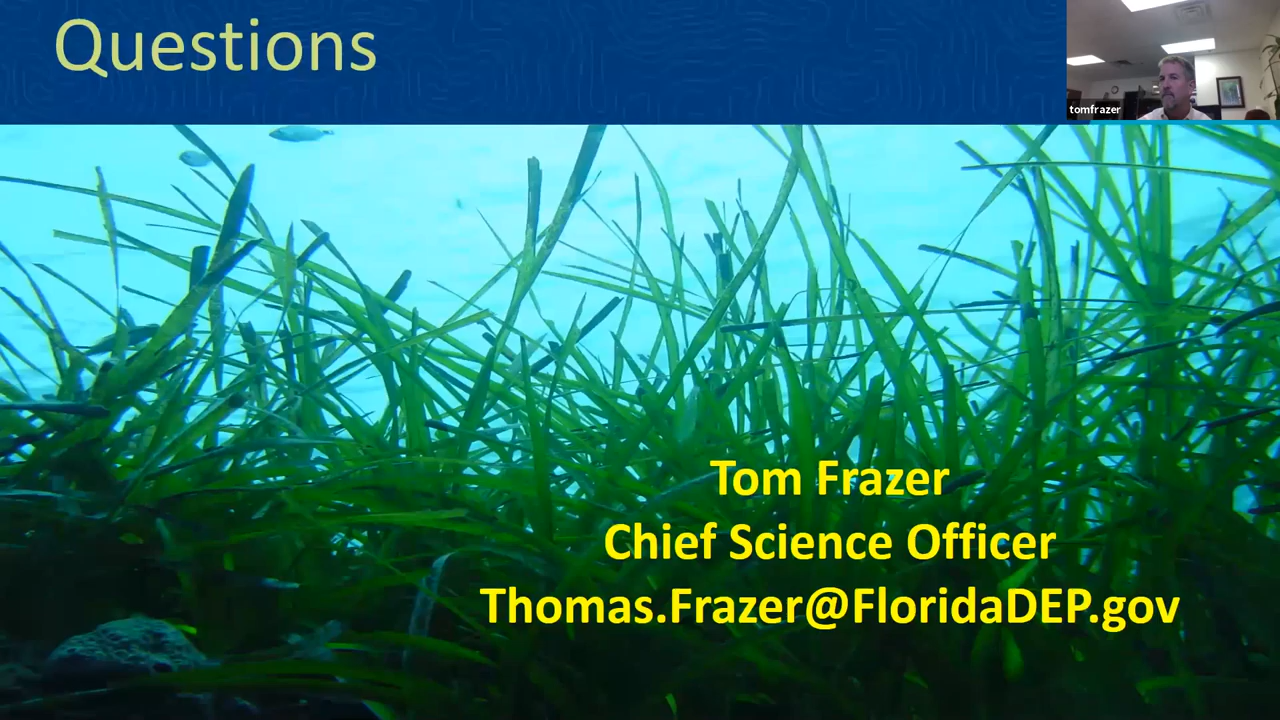 Questions
tomfrazer
Tom Frazer
Chief Science Officer
Thomas.Frazer@FloridaDEP.gov